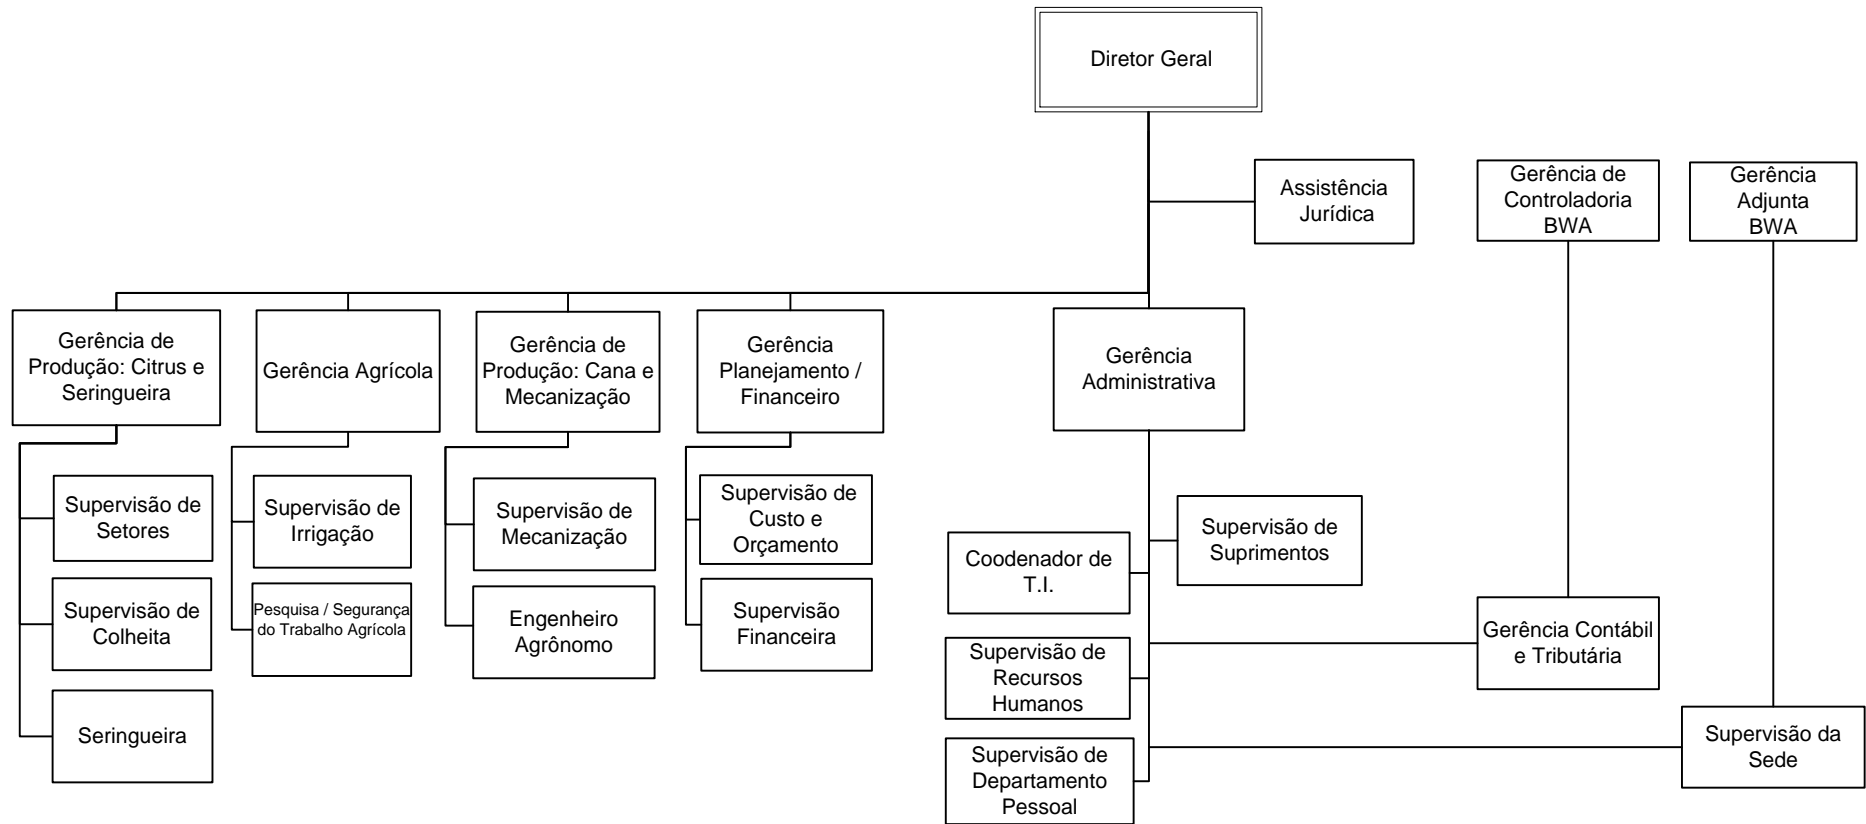 Diretor Geral
Assistência
Jurídica
Gerência de
Controladoria
BWA
Gerência
Adjunta
BWA
Gerência de
Produção: Citrus e
Seringueira
Gerência Agrícola
Gerência de
Produção: Cana e
Mecanização
Gerência
Planejamento /
Financeiro
Gerência
Administrativa
Supervisão de
Setores
Supervisão de
Irrigação
Supervisão de
Mecanização
Supervisão de
Custo e
Orçamento
Supervisão de
Suprimentos
Coodenador de
T.I.
Supervisão de
Colheita
Pesquisa / Segurança
do Trabalho Agrícola
Engenheiro
Agrônomo
Supervisão
Financeira
Gerência Contábil
e Tributária
Supervisão de
Recursos
Humanos
Seringueira
Supervisão da
Sede
Supervisão de
Departamento
Pessoal